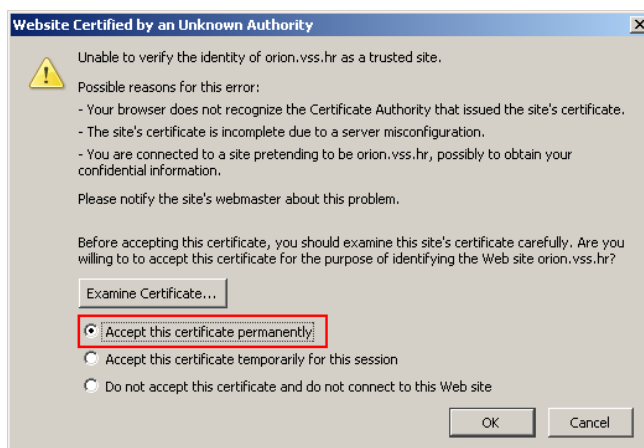 Website Certified by an Unknown Authority
Unable to verify the identity of orion.vss.hr as a trusted site.
Possible reasons for this error:
- Your browser does not recognize the Certificate Authority that issued the site's certificate.
- The site's certificate is incomplete due to a server misconfiguration.
- You are connected to a site pretending to be orion.vss.hr, possibly to obtain your
confidential information.
Please notify the site's webmaster about this problem.
Before accepting this certificate, you should examine this site's certificate carefully. Are you
willing to to accept this certificate for the purpose of identifying the Web site orion.vss.hr?
Examine Certificate...
Accept this certificate permanently
Accept this certificate temporarily for this session
Do not accept this certificate and do not connect to this Web site
OK Cancel